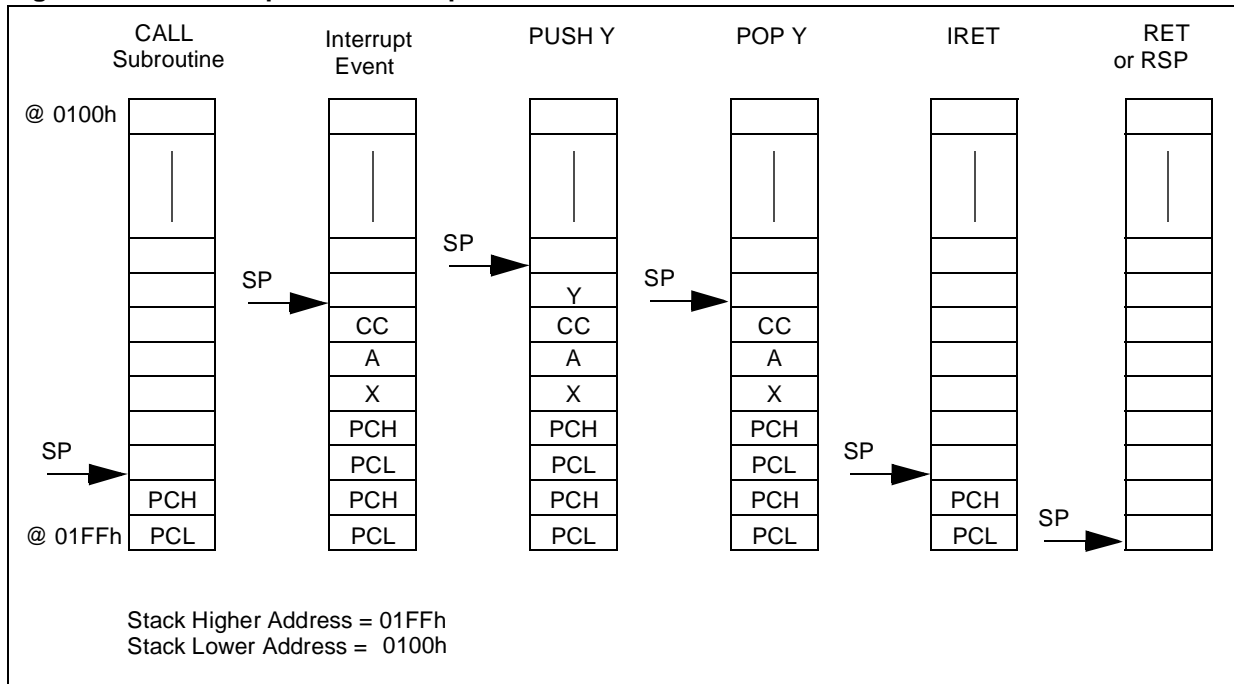 CALL
Subroutine
Interrupt
Event
PUSH Y
POP Y
IRET
RET
or RSP
@ 0100h
SP
PCH
@ 01FFh
PCL
SP
CC
A
X
PCH
PCL
PCH
PCL
SP
Y
CC
A
X
PCH
PCL
PCH
PCL
SP
CC
A
X
PCH
PCL
PCH
PCL
SP
PCH
PCL
SP
Stack Higher Address = 01FFh
Stack Lower Address = 0100h